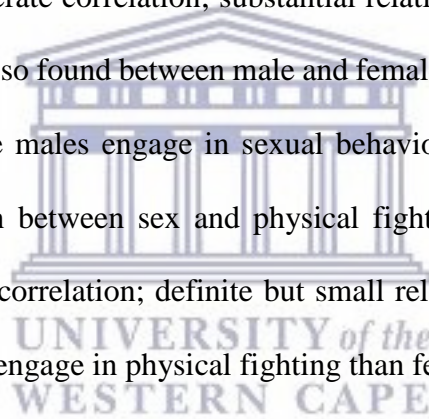 correlation; substantial relati
so found between male and femal
males engage in sexual behavio
between sex and physical fight
correlation; definite but small rel
UNIVERSITY of the
engage in physical fighting than fe
WESTERN CAPE